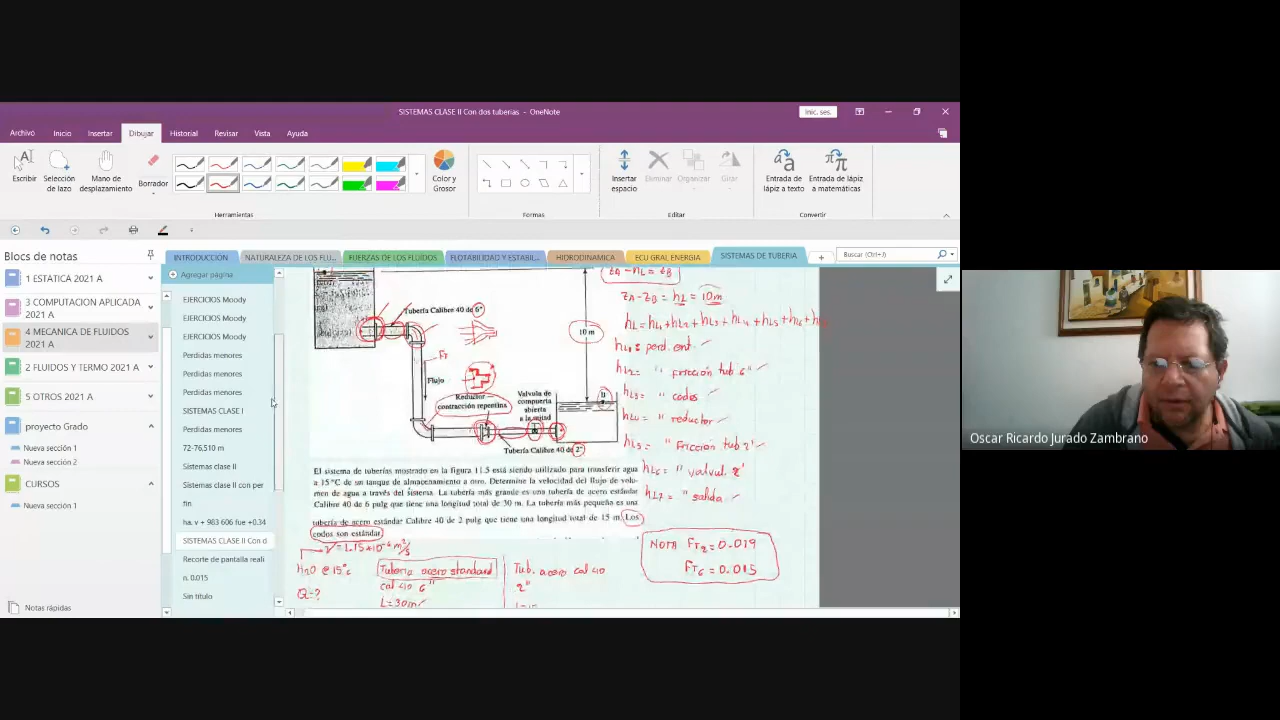 SISTEMAS CLASE II Con dos tuberias - OneNote
Inic. ses.
Archivo Inicio Insertar Dibujar Historial Revisar Vista Ayuda
Escribir
Selección de lazo
Mano de desplazamiento
Borrador
Color y Grosor
Insertar espacio
Eliminar
Organizar
Girar
Entrada de lápiz a texto
Entrada de lápiz a matemáticas
Herramientas
Formas
Editar
Convertir
Blocs de notas
INTRODUCCIÓN
NATURALEZA DE LOS FLU...
FUERZAS DE LOS FLUIDOS
FLOTABILIDAD Y ESTABIL...
HIDRODINAMICA
ECU GRAL ENERGIA
SISTEMAS DE TUBERIA
Buscar (Ctrl+J)
1 ESTATICA 2021 A
3 COMPUTACION APLICADA 2021 A
4 MECANICA DE FLUIDOS 2021 A
2 FLUIDOS Y TERMO 2021 A
5 OTROS 2021 A
proyecto Grado
Nueva sección 1
Nueva sección 2
CURSOS
Nueva sección 1
Notas rápidas
Agregar página
EJERCICIOS Moody
EJERCICIOS Moody
EJERCICIOS Moody
Perdidas menores
Perdidas menores
Perdidas menores
SISTEMAS CLASE I
Perdidas menores
72-76,510 m
Sistemas clase II
Sistemas clase II con per
fin
ha. v + 983 606 fue +0.34
SISTEMAS CLASE II Con d
Recorte de pantalla reali
n. 0.015
Sin título
Tubería Calibre 40 de 6"
FT
Flujo
Reductor
contracción repentina
Válvula de
compuerta
abierta
a la mitad
10 m
B
Tubería Calibre 40 de 2"
zA - hL = zB
zA - zB = hL = 10m
hL = hL1 + hL2 + hL3 + hL4 + hL5 + hL6 +
hL1 = perd. ent
hL2 = " fricción tub 6"
hL3 = " codos
hL4 = " reductor
hL5 = " fricción tub 2"
hL6 = " valvul. 2"
hL7 = " salida
El sistema de tuberías mostrado en la figura 11.5 está siendo utilizado para transferir agua
a 15°C de un tanque de almacenamiento a otro. Determine la velocidad del flujo de volu-
men de agua a través del sistema. La tubería más grande es una tubería de acero estándar
Calibre 40 de 6 pulg que tiene una longitud total de 30 m. La tubería más pequeña es una
tubería de acero estándar Calibre 40 de 2 pulg que tiene una longitud total de 15 m. Los
codos son estándar
ν = 1.15*10⁻⁶ m²/s
H2O @ 15°c
Q=?
Tuberia acero standard
cal 40 6"
L=30m
Tub. acero cal 40
2"
NOTA FT2 = 0.019
FT6 = 0.015
Oscar Ricardo Jurado Zambrano